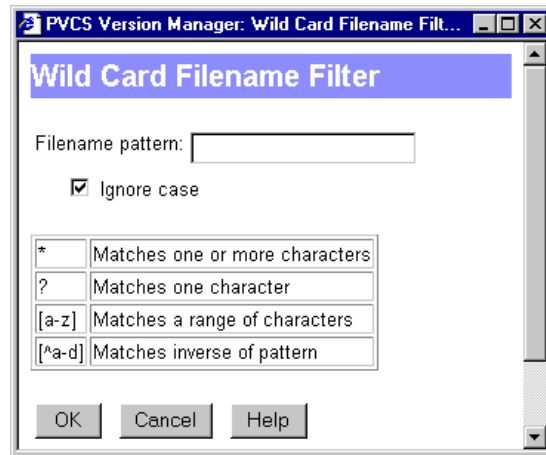 PVCS Version Manager: Wild Card Filename Filt...
Wild Card Filename Filter
Filename pattern:
Ignore case
* Matches one or more characters
? Matches one character
[a-z] Matches a range of characters
[^a-d] Matches inverse of pattern
OK Cancel Help